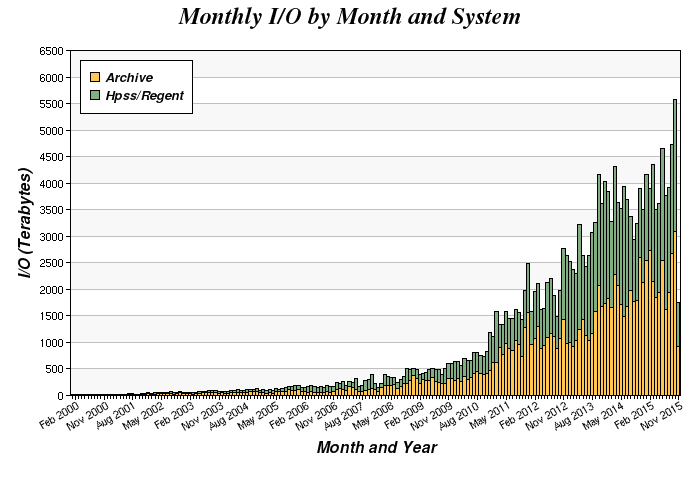 Monthly I/O by Month and System
6500
6000
5500
5000
4500
4000
3500
3000
2500
2000
1500
1000
500
0
I/O (Terabytes)
Archive
Hpss/Regent
Feb 2000
Nov 2000
Aug 2001
May 2002
Feb 2003
Nov 2003
Aug 2004
May 2005
Feb 2006
Nov 2006
Aug 2007
May 2008
Feb 2009
Nov 2009
Aug 2010
May 2011
Feb 2012
Nov 2012
Aug 2013
May 2014
Feb 2015
Nov 2015
Month and Year